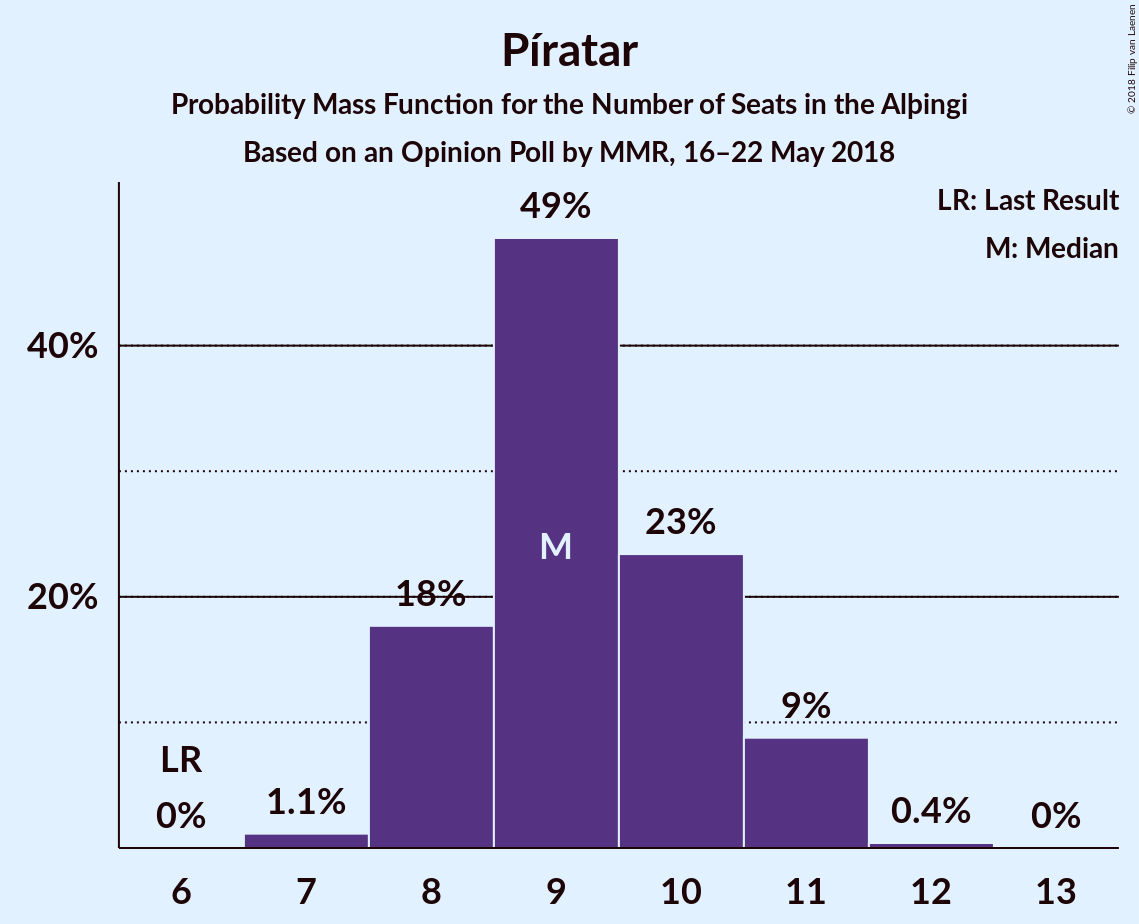 Píratar
Probability Mass Function for the Number of Seats in the Alþingi
Based on an Opinion Poll by MMR, 16–22 May 2018
© 2018 Filip van Laenen
LR: Last Result
M: Median
49%
40%
M
23%
18%
20%
9%
LR
0%
1.1%
0.4%
0%
6 7 8 9 10 11 12 13